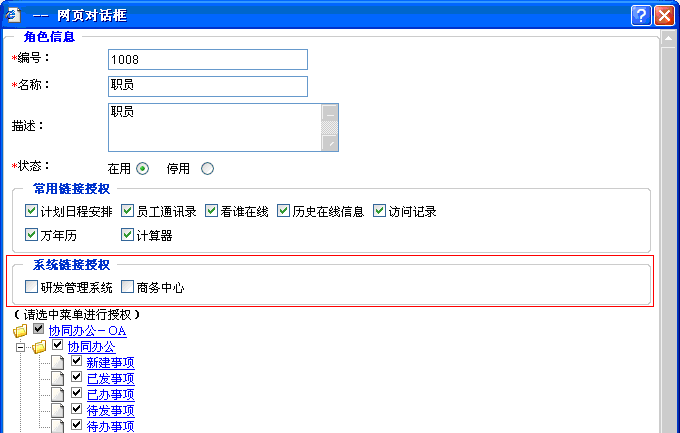 -- 网页对话框
角色信息
*编号： 1008
*名称： 职员
描述： 职员
*状态： 在用 停用
常用链接授权
计划日程安排 员工通讯录 看谁在线 历史在线信息 访问记录
万年历 计算器
系统链接授权
研发管理系统 商务中心
（请选中菜单进行授权）
协同办公－OA
协同办公
新建事项
已发事项
已办事项
待发事项
待办事项